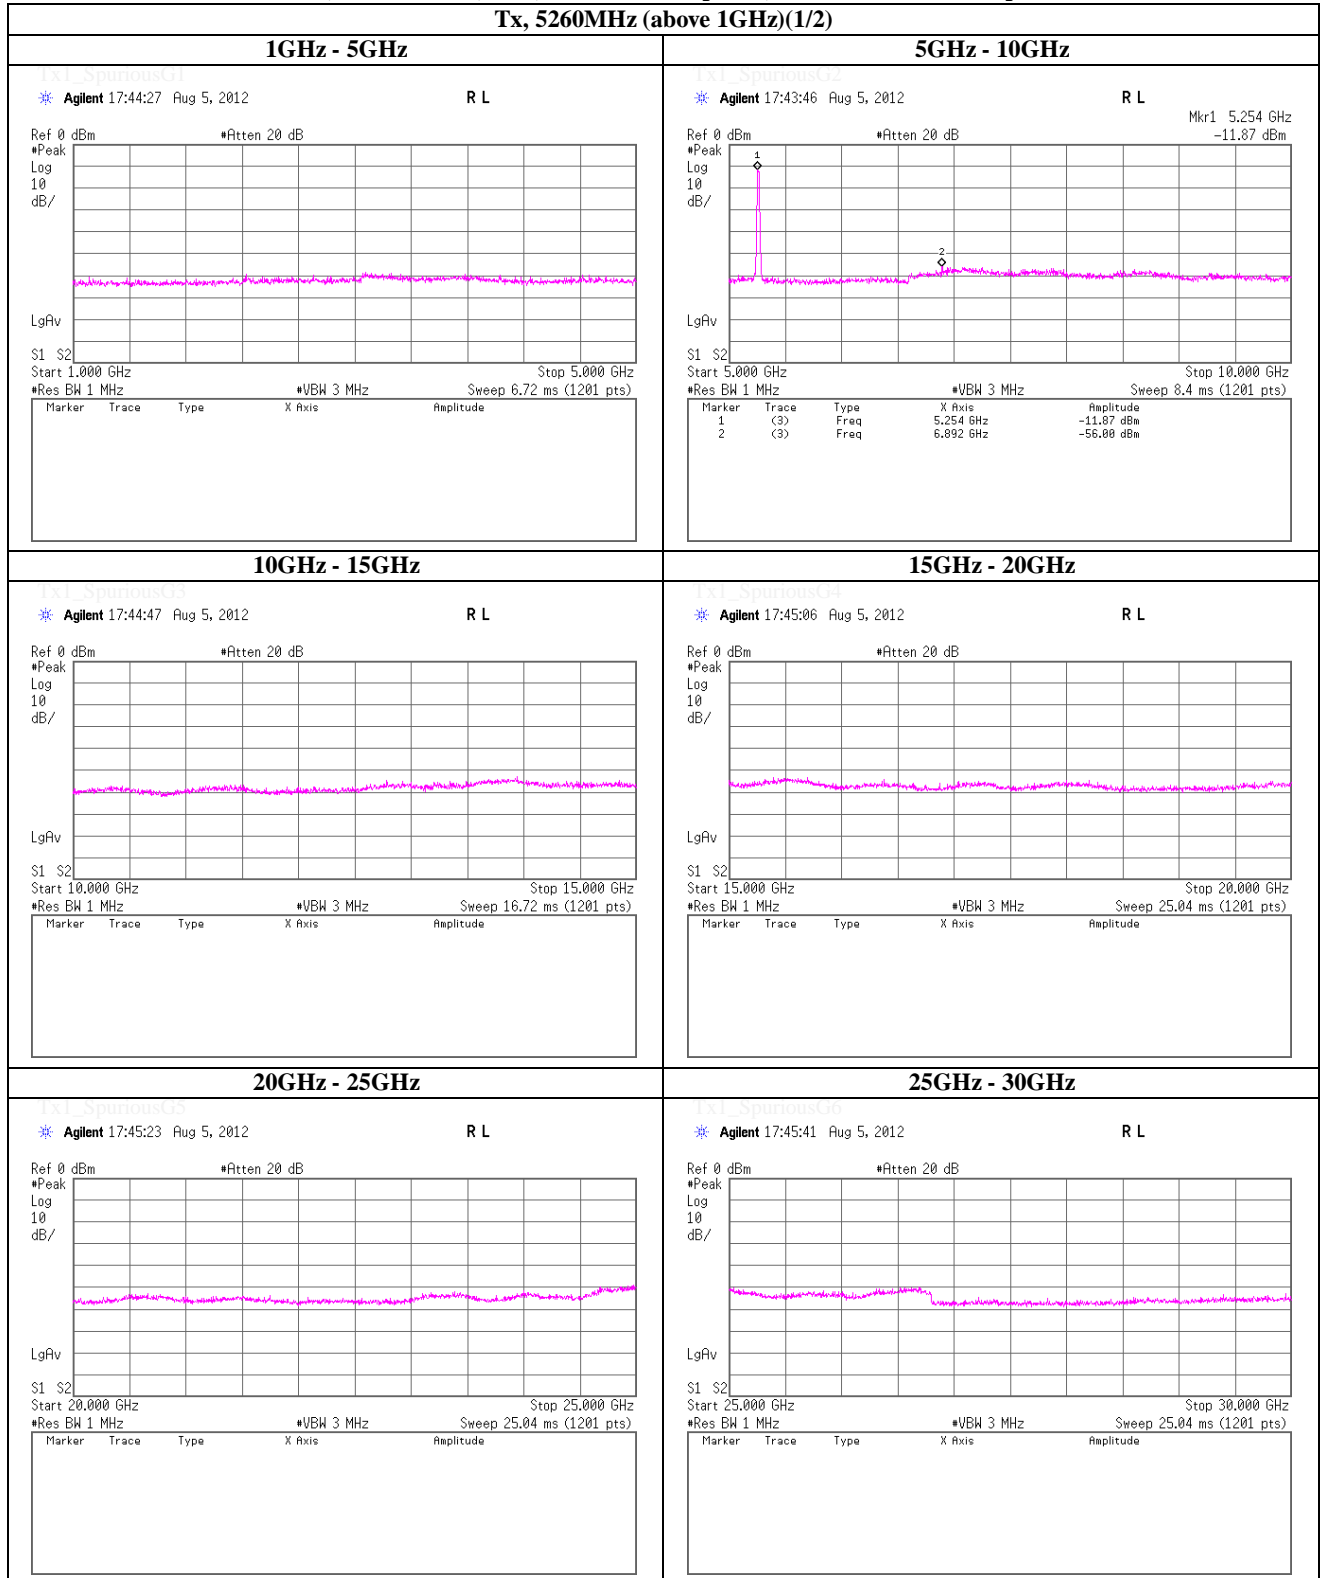 Tx, 5260MHz (above 1GHz)(1/2)
1GHz - 5GHz
Tx1_SpuriousG1
Agilent 17:44:27 Aug 5, 2012 R L
Ref 0 dBm #Atten 20 dB
#Peak
Log
10
dB/
LgAv
S1 S2
Start 1.000 GHz Stop 5.000 GHz
#Res BW 1 MHz #VBW 3 MHz Sweep 6.72 ms (1201 pts)
Marker Trace Type X Axis Amplitude
5GHz - 10GHz
Tx1_SpuriousG2
Agilent 17:43:46 Aug 5, 2012 R L
Mkr1 5.254 GHz
Ref 0 dBm #Atten 20 dB -11.87 dBm
#Peak
Log
10
dB/
1
2
LgAv
S1 S2
Start 5.000 GHz Stop 10.000 GHz
#Res BW 1 MHz #VBW 3 MHz Sweep 8.4 ms (1201 pts)
Marker Trace Type X Axis Amplitude
1 (3) Freq 5.254 GHz -11.87 dBm
2 (3) Freq 6.892 GHz -56.00 dBm
10GHz - 15GHz
Tx1_SpuriousG3
Agilent 17:44:47 Aug 5, 2012 R L
Ref 0 dBm #Atten 20 dB
#Peak
Log
10
dB/
LgAv
S1 S2
Start 10.000 GHz Stop 15.000 GHz
#Res BW 1 MHz #VBW 3 MHz Sweep 16.72 ms (1201 pts)
Marker Trace Type X Axis Amplitude
15GHz - 20GHz
Tx1_SpuriousG4
Agilent 17:45:06 Aug 5, 2012 R L
Ref 0 dBm #Atten 20 dB
#Peak
Log
10
dB/
LgAv
S1 S2
Start 15.000 GHz Stop 20.000 GHz
#Res BW 1 MHz #VBW 3 MHz Sweep 25.04 ms (1201 pts)
Marker Trace Type X Axis Amplitude
20GHz - 25GHz
Tx1_SpuriousG5
Agilent 17:45:23 Aug 5, 2012 R L
Ref 0 dBm #Atten 20 dB
#Peak
Log
10
dB/
LgAv
S1 S2
Start 20.000 GHz Stop 25.000 GHz
#Res BW 1 MHz #VBW 3 MHz Sweep 25.04 ms (1201 pts)
Marker Trace Type X Axis Amplitude
25GHz - 30GHz
Tx1_SpuriousG6
Agilent 17:45:41 Aug 5, 2012 R L
Ref 0 dBm #Atten 20 dB
#Peak
Log
10
dB/
LgAv
S1 S2
Start 25.000 GHz Stop 30.000 GHz
#Res BW 1 MHz #VBW 3 MHz Sweep 25.04 ms (1201 pts)
Marker Trace Type X Axis Amplitude